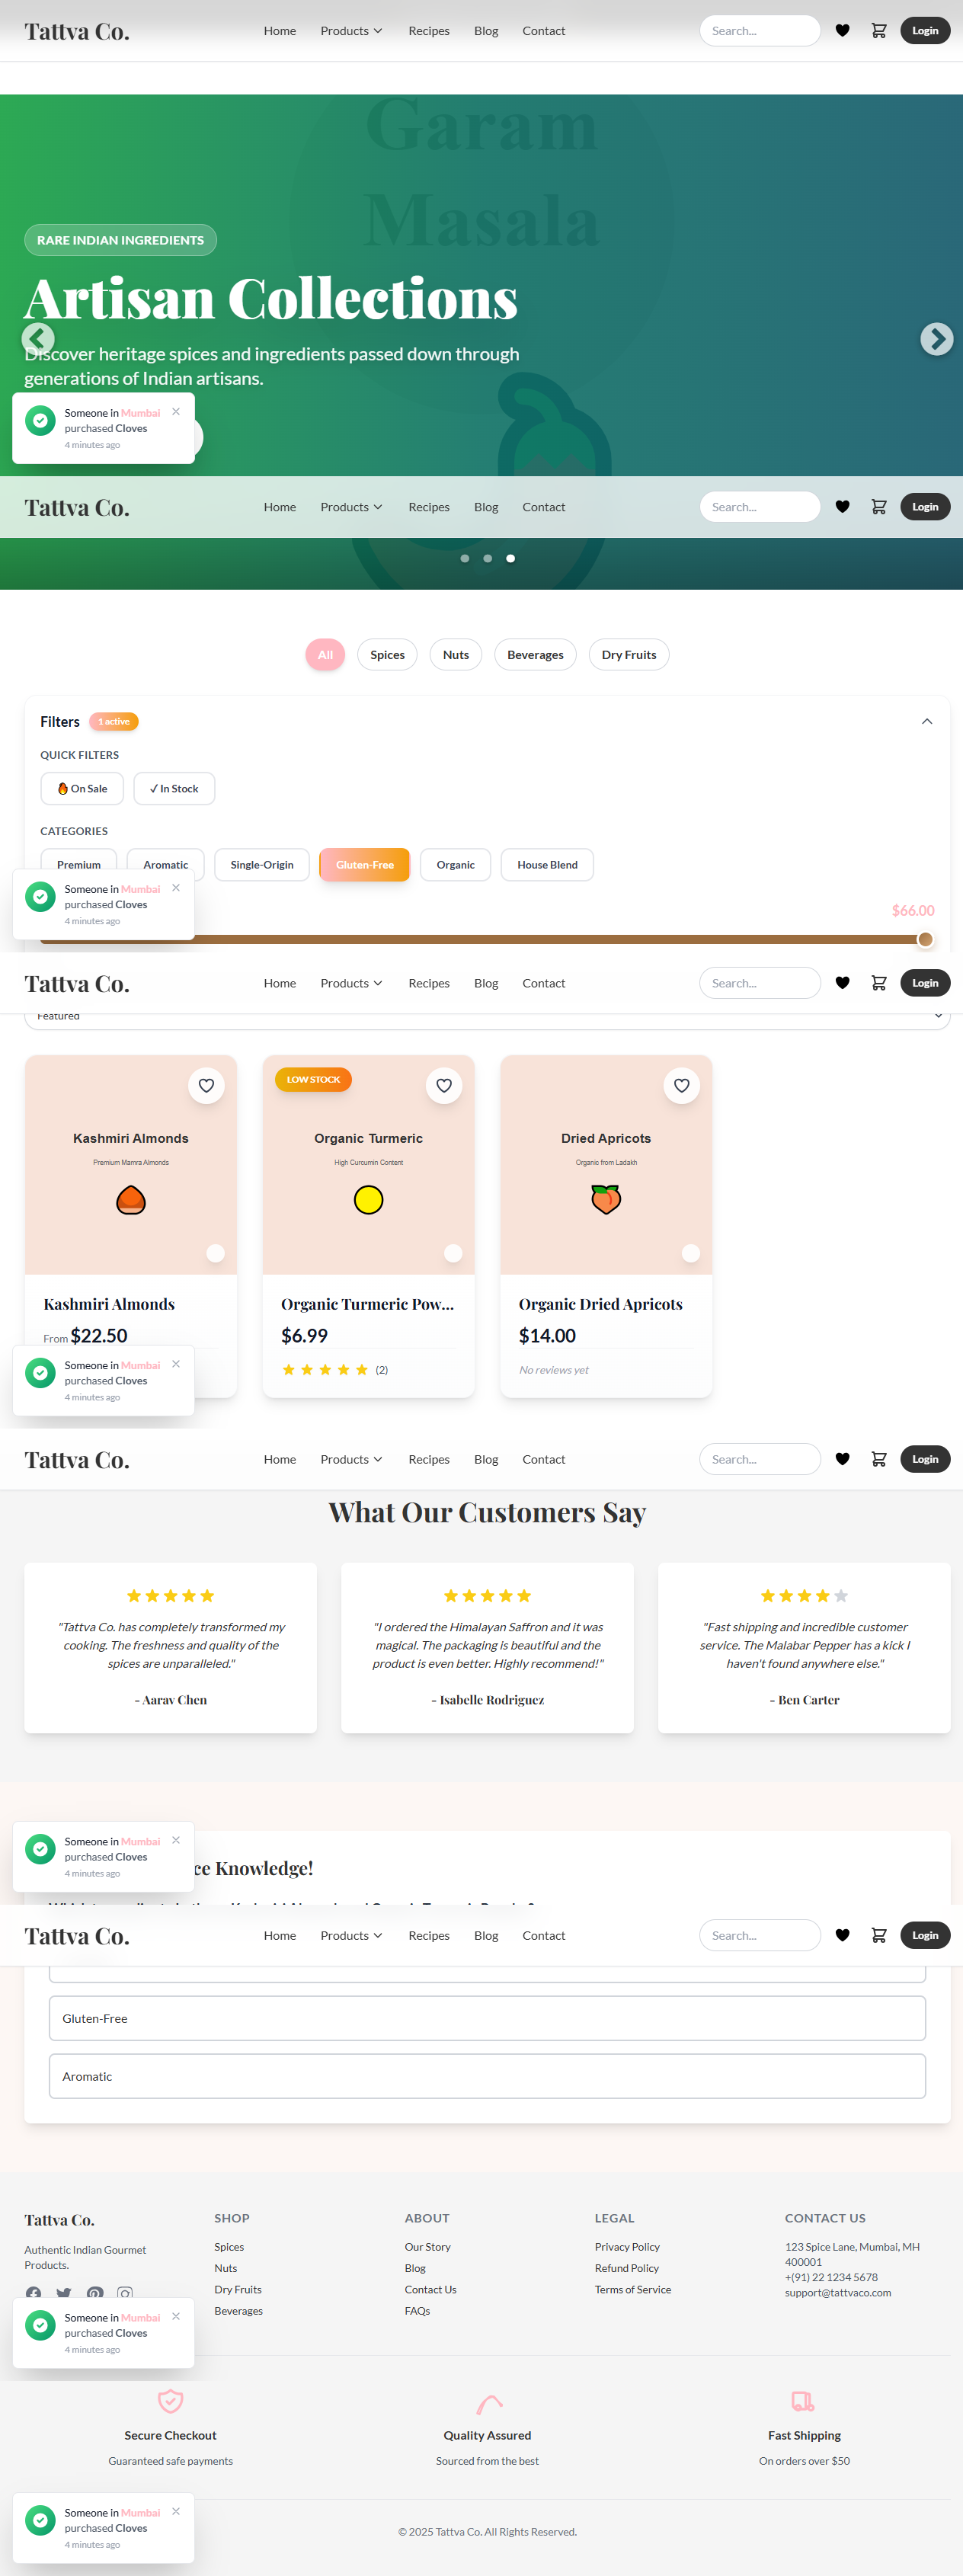 Tattva Co.
Home
Products
Recipes
Blog
Contact
Search...
Login
Garam
Masala
RARE INDIAN INGREDIENTS
Artisan Collections
Discover heritage spices and ingredients passed down through
generations of Indian artisans.
Someone in Mumbai
purchased Cloves
4 minutes ago
Tattva Co.
Home
Products
Recipes
Blog
Contact
Search...
Login
All
Spices
Nuts
Beverages
Dry Fruits
Filters
1 active
QUICK FILTERS
🔥 On Sale
✓ In Stock
CATEGORIES
Premium
Aromatic
Single-Origin
Gluten-Free
Organic
House Blend
Someone in Mumbai
purchased Cloves
4 minutes ago
$66.00
Tattva Co.
Home
Products
Recipes
Blog
Contact
Search...
Login
Featured
Kashmiri Almonds
Premium Mamra Almonds
LOW STOCK
Organic Turmeric
High Curcumin Content
Dried Apricots
Organic from Ladakh
Kashmiri Almonds
From $22.50
Organic Turmeric Pow...
$6.99
(2)
Organic Dried Apricots
$14.00
No reviews yet
Someone in Mumbai
purchased Cloves
4 minutes ago
Tattva Co.
Home
Products
Recipes
Blog
Contact
Search...
Login
What Our Customers Say
"Tattva Co. has completely transformed my
cooking. The freshness and quality of the
spices are unparalleled."
- Aarav Chen
"I ordered the Himalayan Saffron and it was
magical. The packaging is beautiful and the
product is even better. Highly recommend!"
- Isabelle Rodriguez
"Fast shipping and incredible customer
service. The Malabar Pepper has a kick I
haven't found anywhere else."
- Ben Carter
Someone in Mumbai
purchased Cloves
4 minutes ago
Knowledge!
Tattva Co.
Home
Products
Recipes
Blog
Contact
Search...
Login
Gluten-Free
Aromatic
Tattva Co.
Authentic Indian Gourmet
Products.
SHOP
Spices
Nuts
Dry Fruits
Beverages
ABOUT
Our Story
Blog
Contact Us
FAQs
LEGAL
Privacy Policy
Refund Policy
Terms of Service
CONTACT US
123 Spice Lane, Mumbai, MH
400001
+(91) 22 1234 5678
support@tattvaco.com
Someone in Mumbai
purchased Cloves
4 minutes ago
Secure Checkout
Guaranteed safe payments
Quality Assured
Sourced from the best
Fast Shipping
On orders over $50
Someone in Mumbai
purchased Cloves
4 minutes ago
© 2025 Tattva Co. All Rights Reserved.